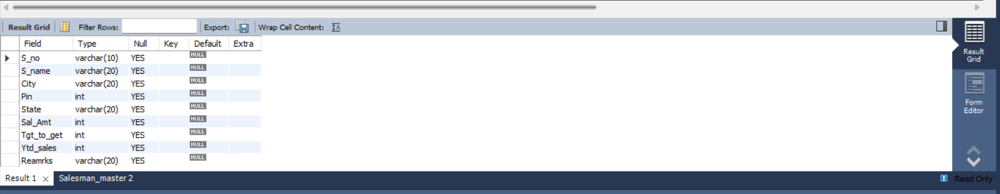 Result Grid Filter Rows: Export: Wrap Cell Content: IA
Field Type Null Key Default Extra
S_no varchar(10) YES NULL
S_name varchar(20) YES NULL
City varchar(20) YES NULL
Pin int YES NULL
State varchar(20) YES NULL
Sal_Amt int YES NULL
Tgt_to_get int YES NULL
Ytd_sales int YES NULL
Reamrks varchar(20) YES NULL
Result
Grid
Form
Editor
Result 1 × Salesman_master 2 Read Only